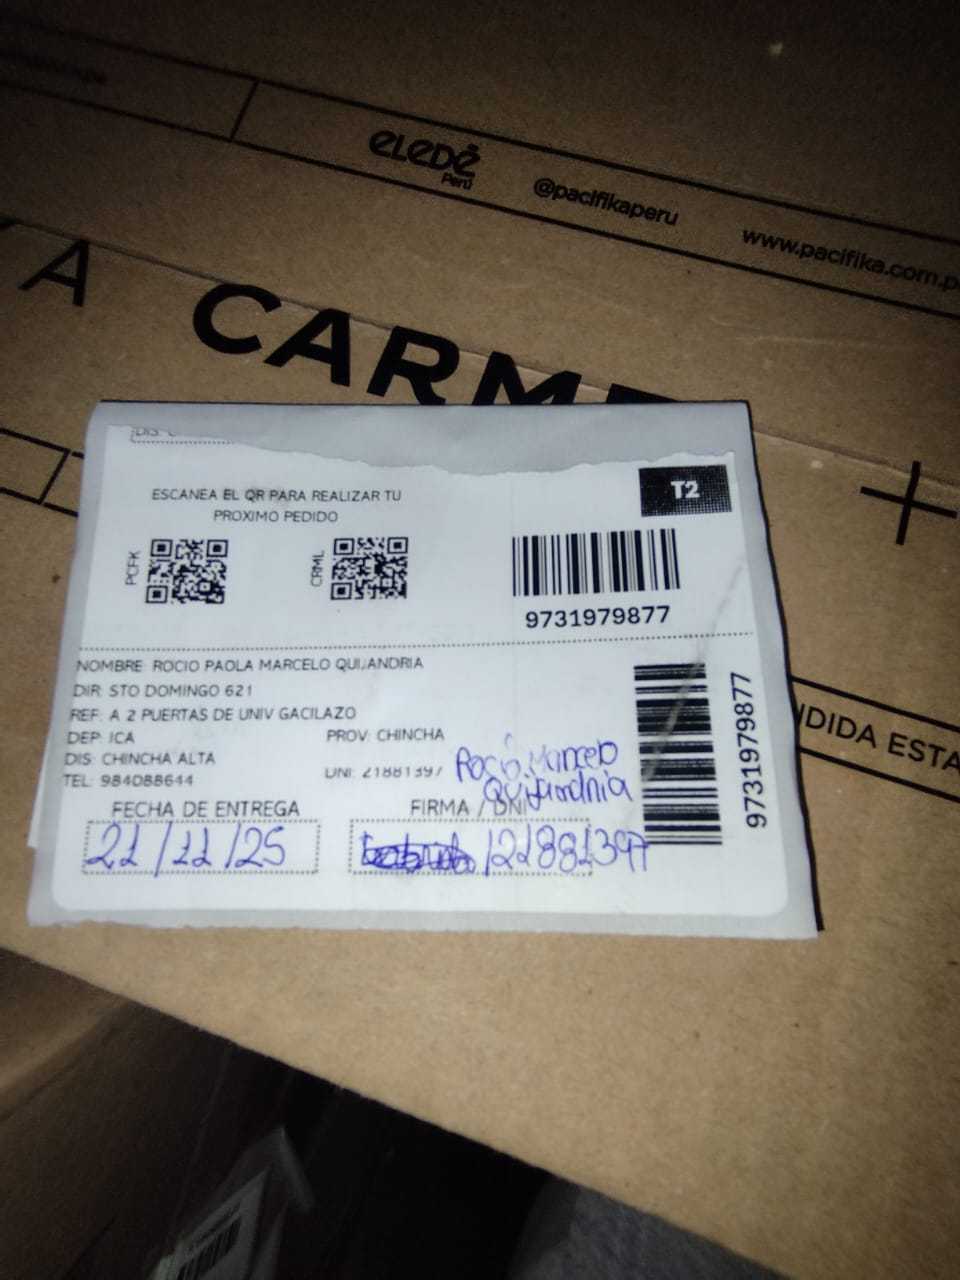 eLeDé
Perú
@pacifikaperu
www.pacifika.com.p
A CARME
DIS:
ESCANEA EL QR PARA REALIZAR TU
PROXIMO PEDIDO
T2
PCFK
CRML
9731979877
NOMBRE: ROCIO PAOLA MARCELO QUIJANDRIA
DIR: STO DOMINGO 621
REF: A 2 PUERTAS DE UNIV GACILAZO
DEP: ICA PROV: CHINCHA
DIS: CHINCHA ALTA
TEL: 984088644 DNI: 21881397
Rocio Marcelo
Quijandria
FECHA DE ENTREGA FIRMA / DNI
21/11/25 /21881397
9731979877
NDIDA ESTA